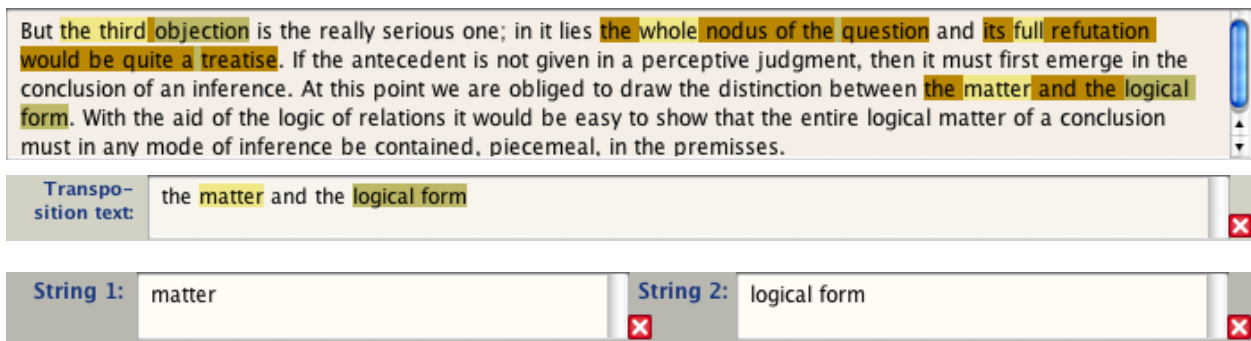 But the third objection is the really serious one; in it lies the whole nodus of the question and its full refutation
would be quite a treatise. If the antecedent is not given in a perceptive judgment, then it must first emerge in the
conclusion of an inference. At this point we are obliged to draw the distinction between the matter and the logical
form. With the aid of the logic of relations it would be easy to show that the entire logical matter of a conclusion
must in any mode of inference be contained, piecemeal, in the premisses.
Transpo-
sition text:
the matter and the logical form
String 1: matter
String 2: logical form